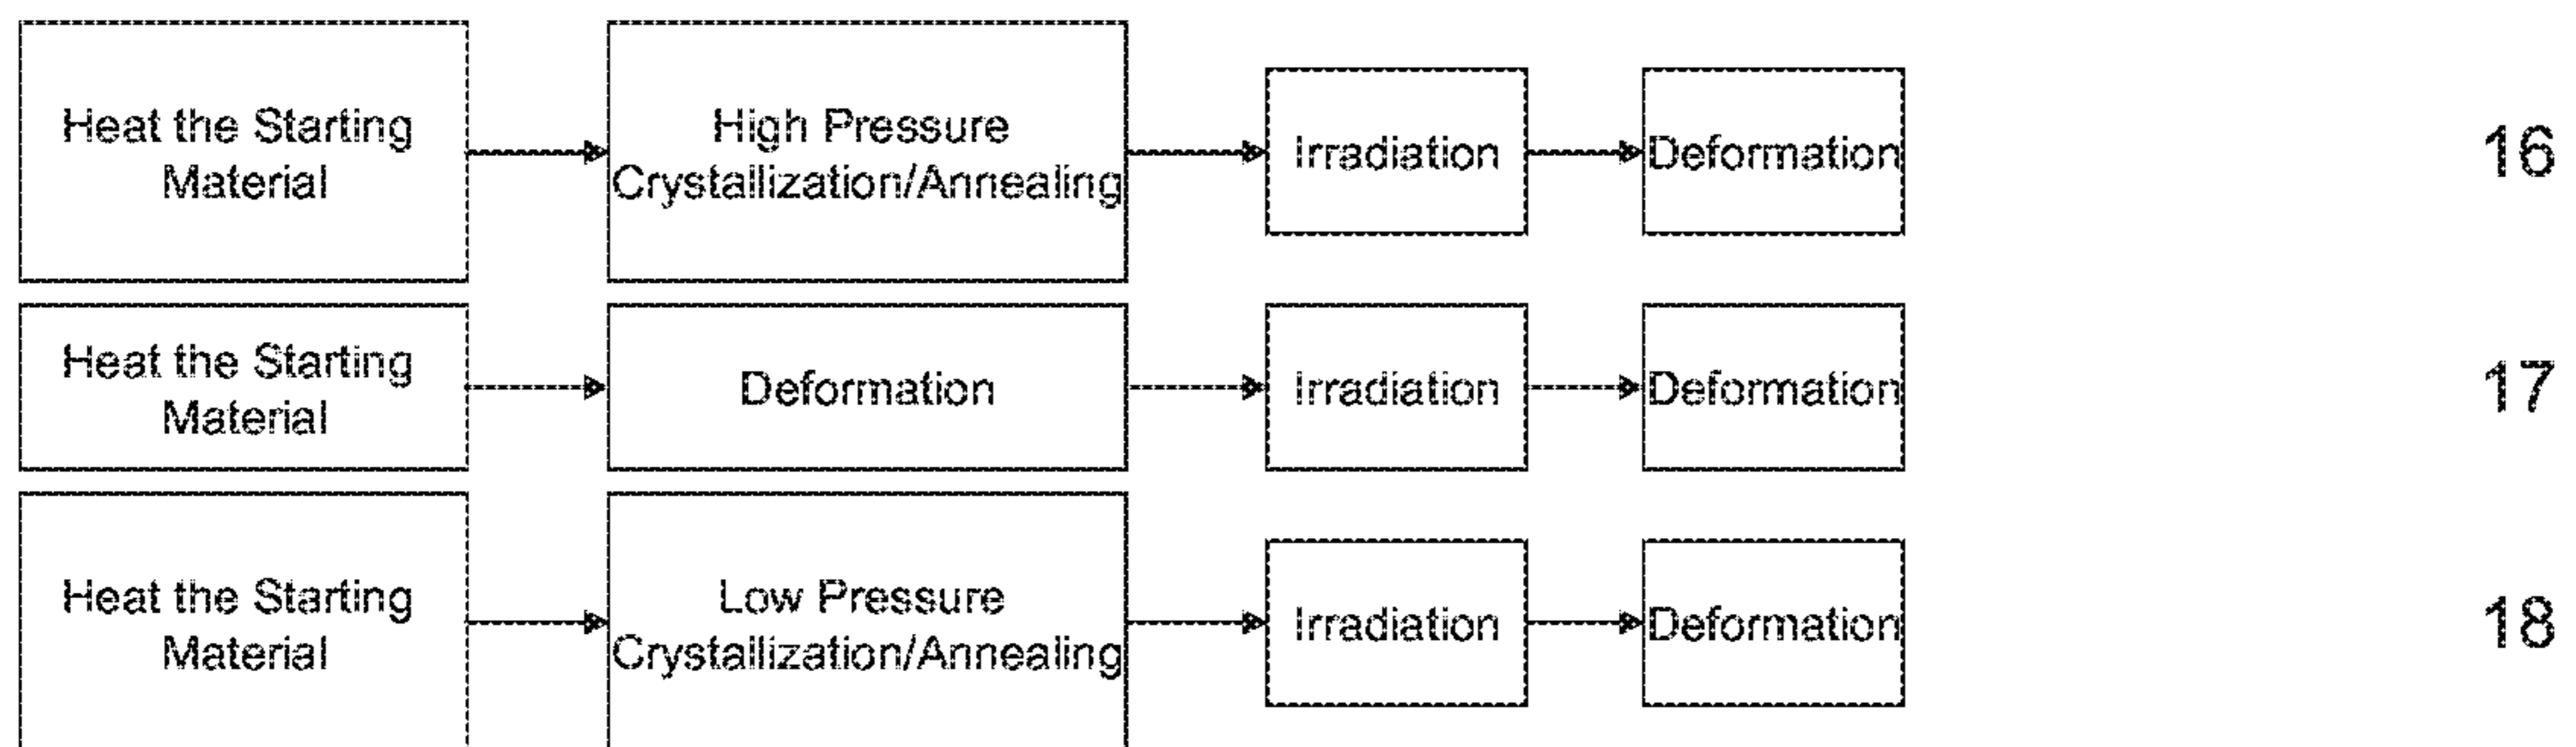 Heat the Starting
Material
High Pressure
Crystallization/Annealing
Irradiation
Deformation
16
Heat the Starting
Material
Deformation
Irradiation
Deformation
17
Heat the Starting
Material
Low Pressure
Crystallization/Annealing
Irradiation
Deformation
18